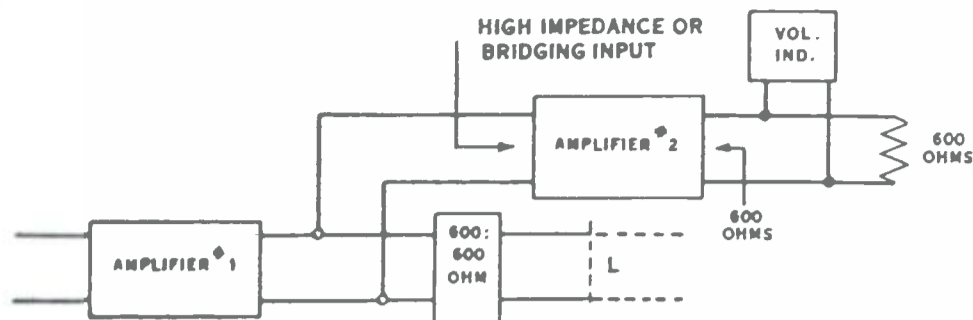 HIGH IMPEDANCE OR
BRIDGING INPUT
VOL.
IND.
AMPLIFIER #2
600
OHMS
600
OHMS
AMPLIFIER #1
600:
600
OHM
L